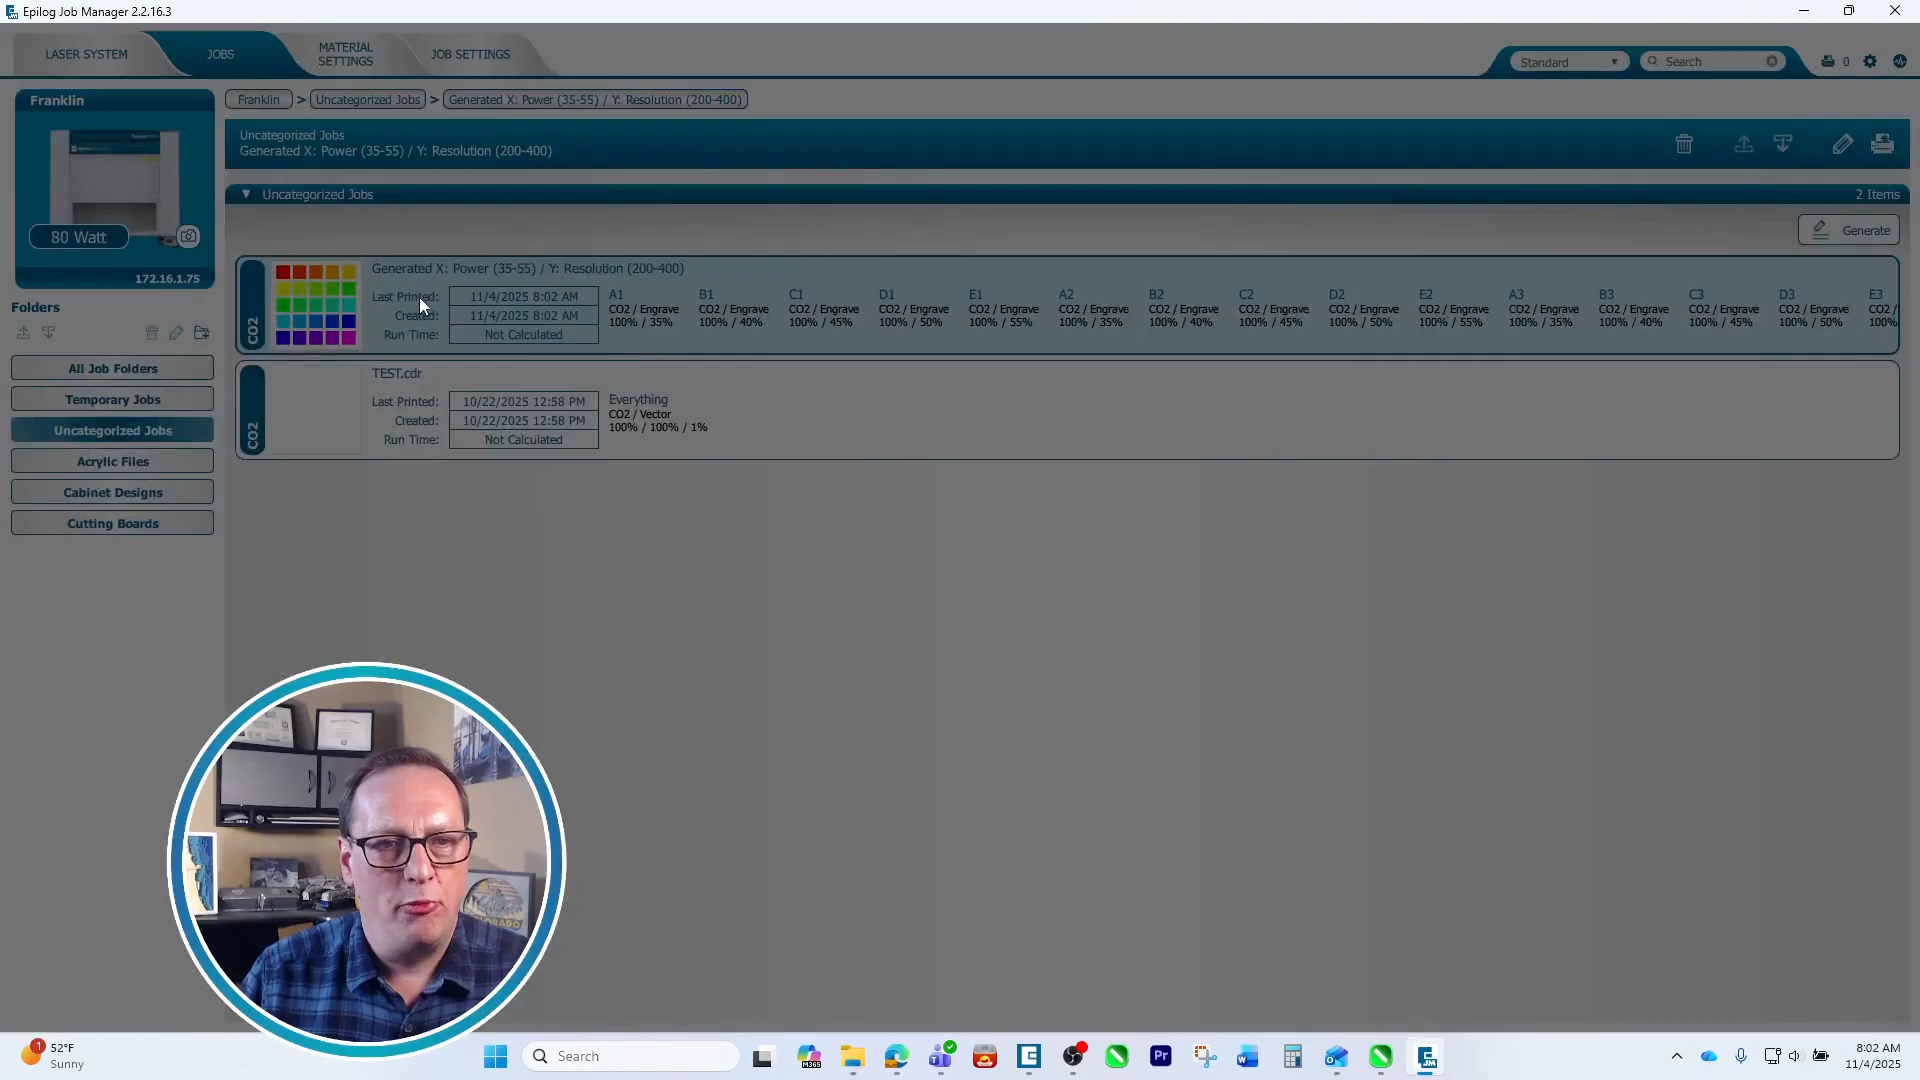 Epilog Job Manager 2.2.16.3
LASER SYSTEM
JOBS
MATERIAL
SETTINGS
JOB SETTINGS
Standard
Search
0
Franklin
80 Watt
172.16.1.75
Franklin > Uncategorized Jobs > Generated X: Power (35-55) / Y: Resolution (200-400)
Uncategorized Jobs
Generated X: Power (35-55) / Y: Resolution (200-400)
Uncategorized Jobs
2 Items
Generate
CO2
Generated X: Power (35-55) / Y: Resolution (200-400)
Last Printed: 11/4/2025 8:02 AM
Created: 11/4/2025 8:02 AM
Run Time: Not Calculated
A1 B1 C1 D1 E1 A2 B2 C2 D2 E2 A3 B3 C3 D3 E3
CO2 / Engrave CO2 / Engrave CO2 / Engrave CO2 / Engrave CO2 / Engrave CO2 / Engrave CO2 / Engrave CO2 / Engrave CO2 / Engrave CO2 / Engrave CO2 / Engrave CO2 / Engrave CO2 / Engrave CO2 / Engrave CO2 /
100% / 35% 100% / 40% 100% / 45% 100% / 50% 100% / 55% 100% / 35% 100% / 40% 100% / 45% 100% / 50% 100% / 55% 100% / 35% 100% / 40% 100% / 45% 100% / 50% 100%
CO2
TEST.cdr
Last Printed: 10/22/2025 12:58 PM
Created: 10/22/2025 12:58 PM
Run Time: Not Calculated
Everything
CO2 / Vector
100% / 100% / 1%
Folders
All Job Folders
Temporary Jobs
Uncategorized Jobs
Acrylic Files
Cabinet Designs
Cutting Boards
1
52°F
Sunny
Search
M365
Pr
8:02 AM
11/4/2025